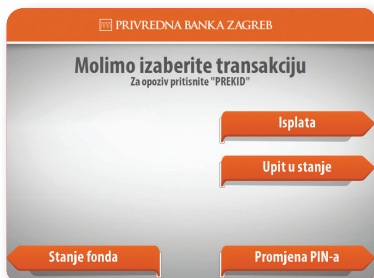 PRIVREDNA BANKA ZAGREB
Molimo izaberite transakciju
Za opoziv pritisnite "PREKID"
Isplata
Upit u stanje
Stanje fonda
Promjena PIN-a